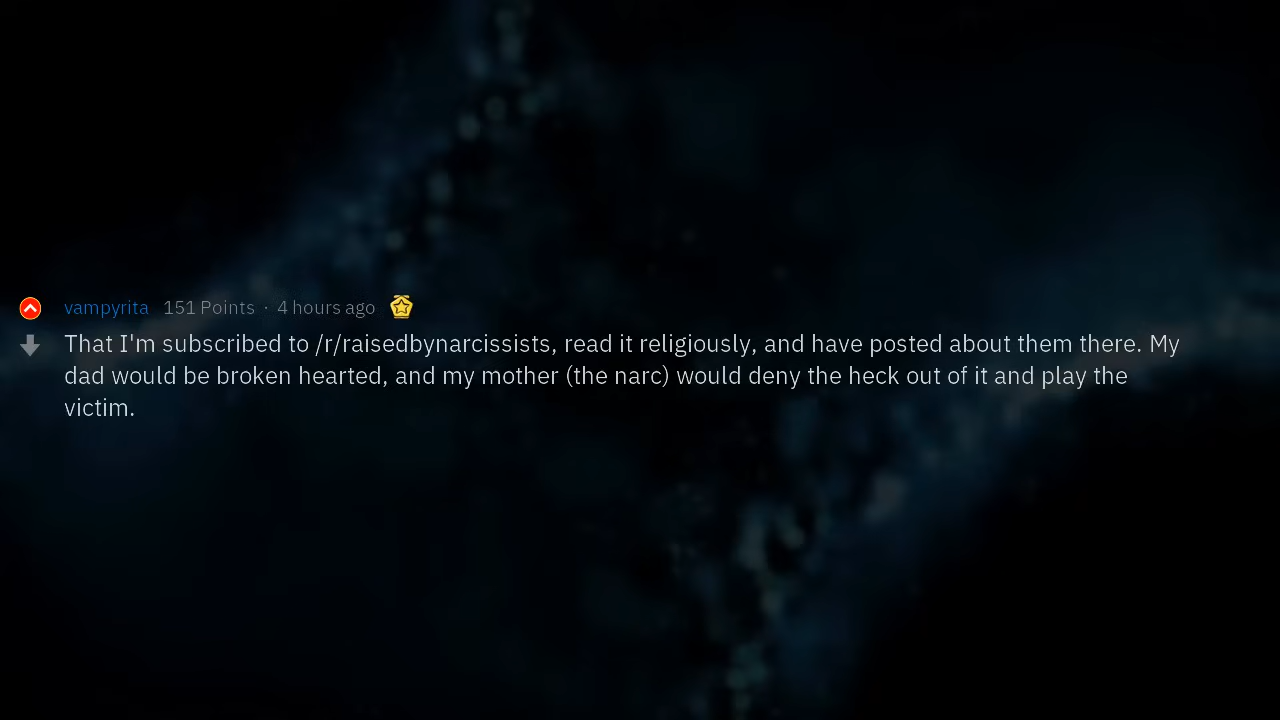 vampyrita 151 Points · 4 hours ago
That I'm subscribed to /r/raisedbynarcissists, read it religiously, and have posted about them there. My
dad would be broken hearted, and my mother (the narc) would deny the heck out of it and play the
victim.